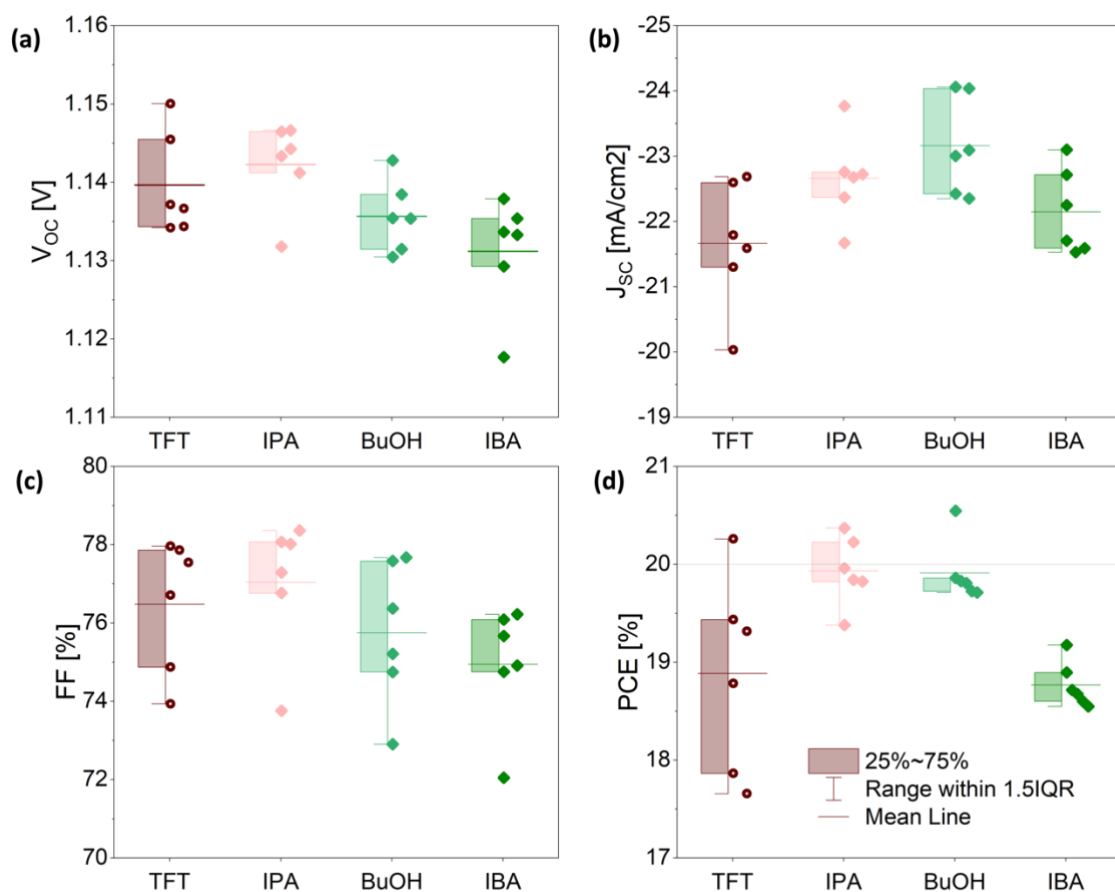 (a)
1.16
1.15
1.14
1.13
1.12
1.11
VOC [V]
TFT IPA BuOH IBA
(b)
-25
-24
-23
-22
-21
-20
-19
JSC [mA/cm2]
TFT IPA BuOH IBA
(c)
80
78
76
74
72
70
FF [%]
TFT IPA BuOH IBA
(d)
21
20
19
18
17
PCE [%]
25%~75%
Range within 1.5IQR
Mean Line
TFT IPA BuOH IBA